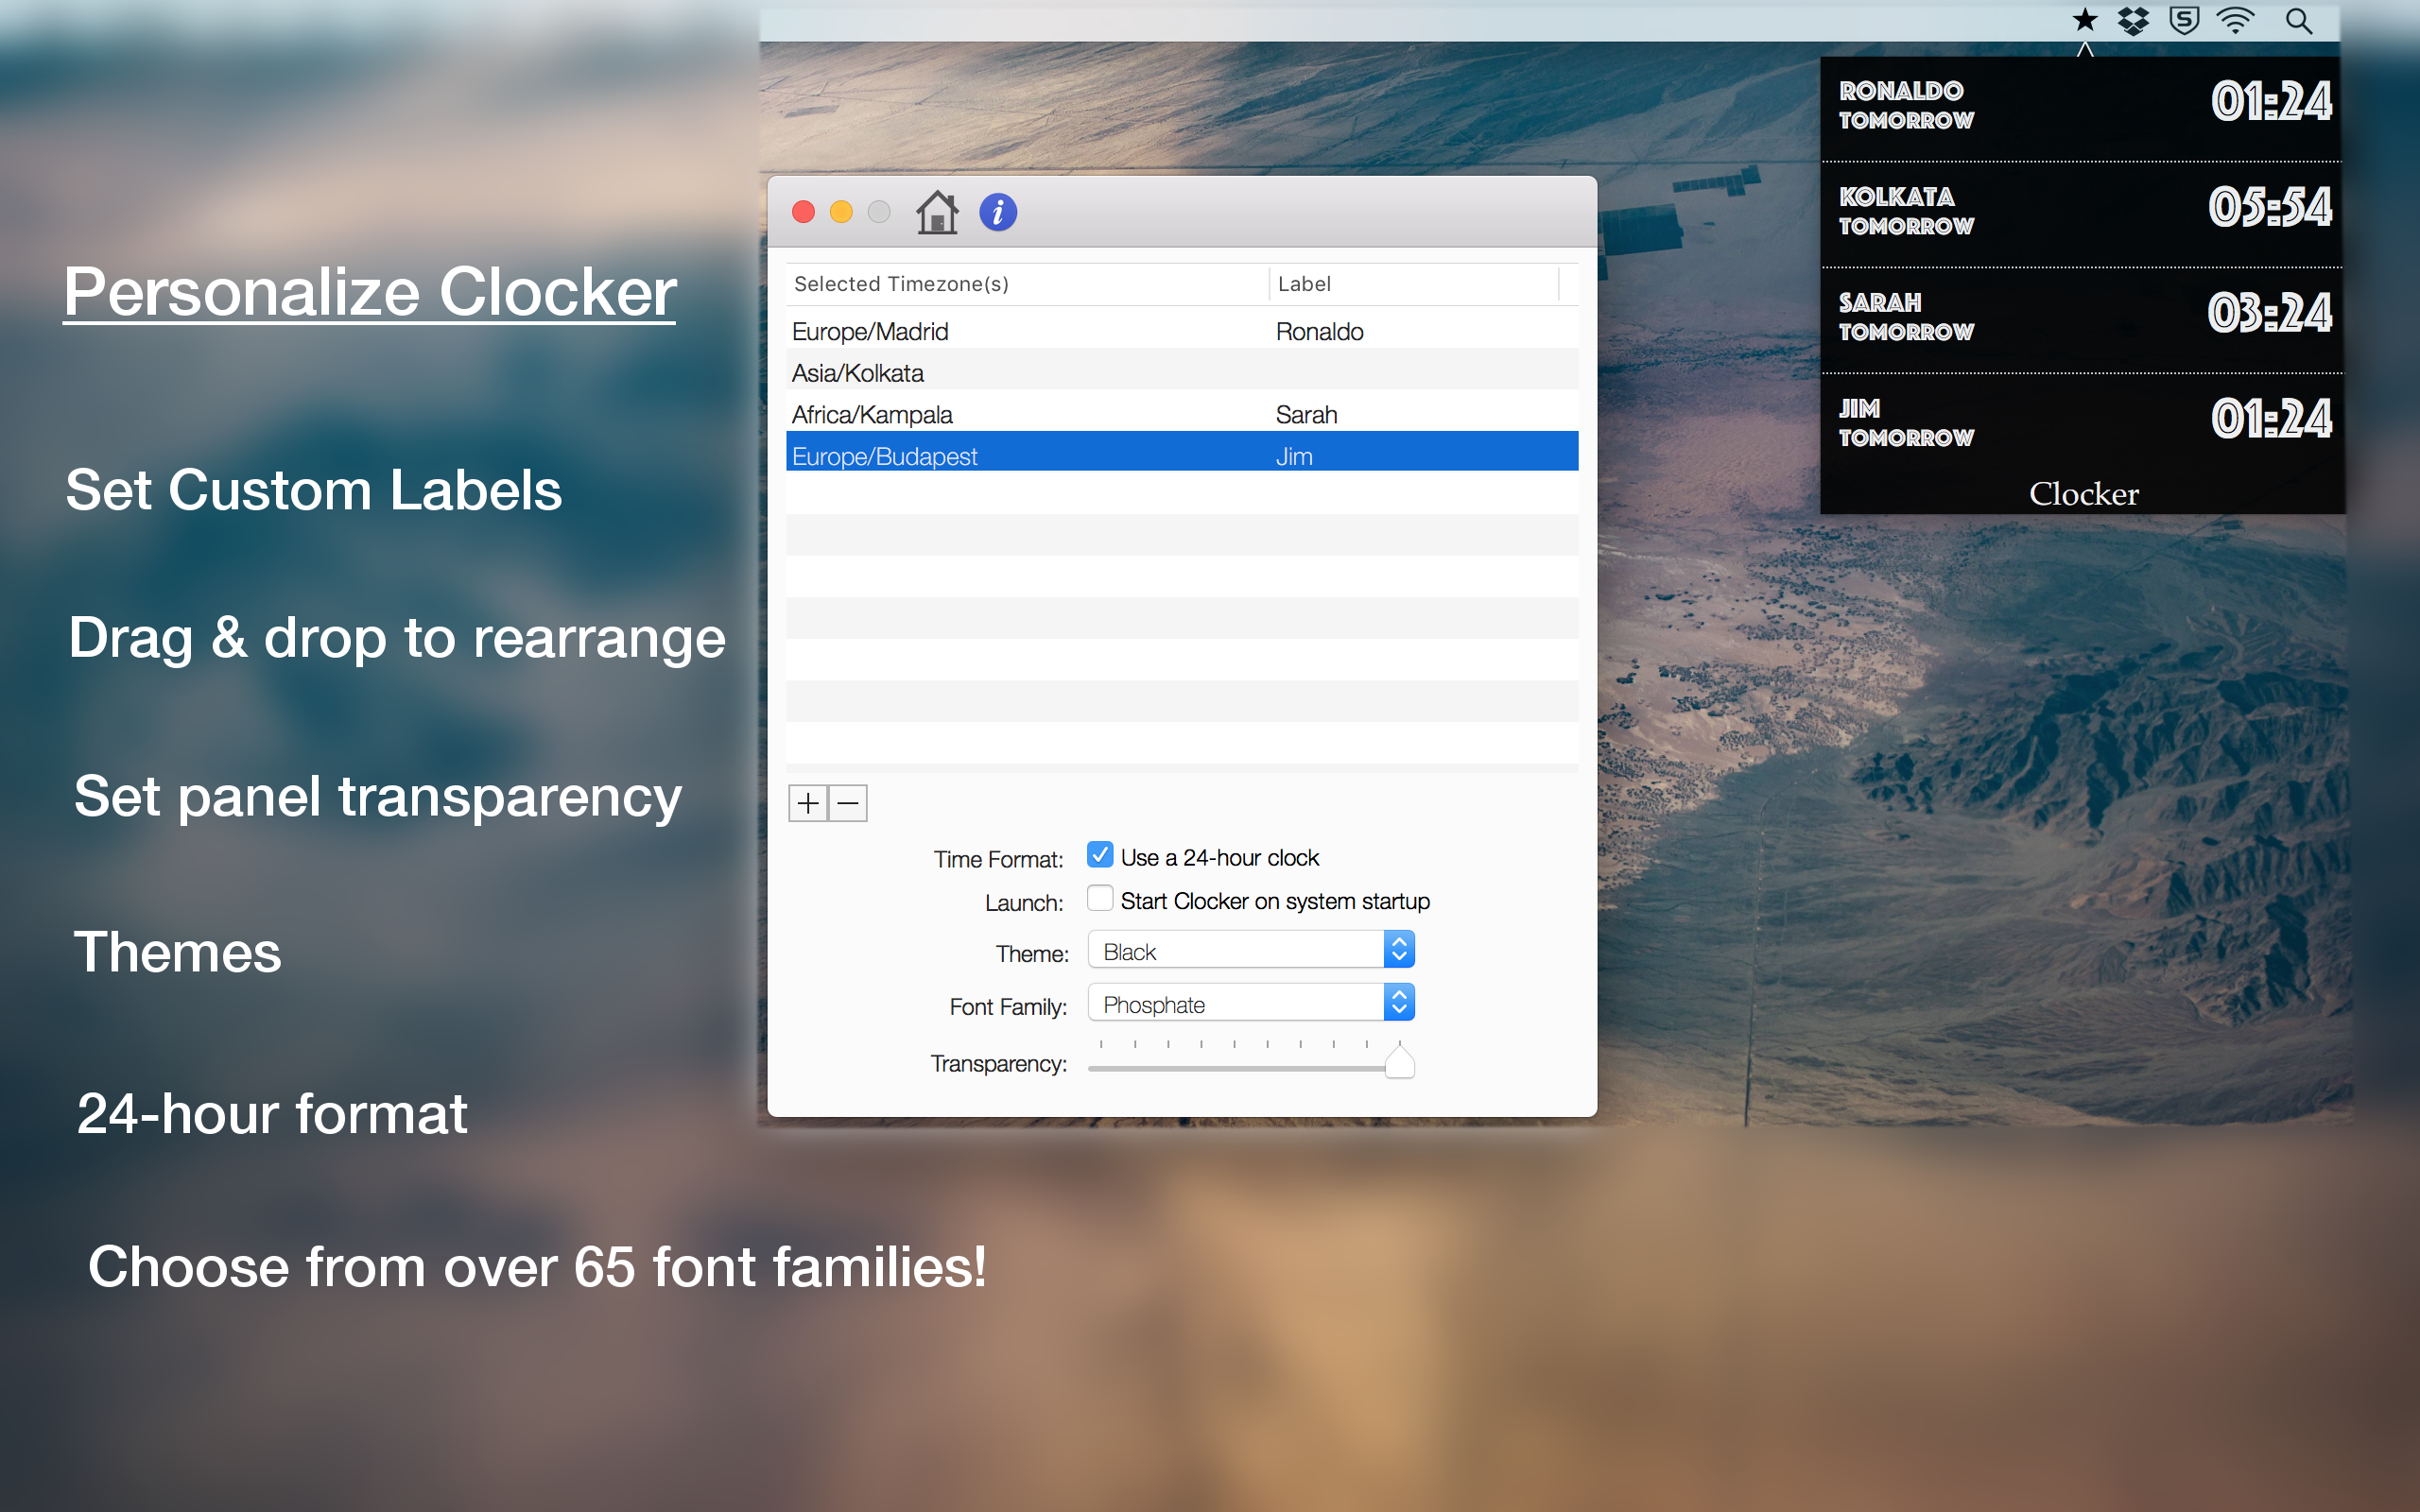 Personalize Clocker
Set Custom Labels
Drag & drop to rearrange
Set panel transparency
Themes
24-hour format
Choose from over 65 font families!
Selected Timezone(s) Label
Europe/Madrid Ronaldo
Asia/Kolkata
Africa/Kampala Sarah
Europe/Budapest Jim
Time Format: Use a 24-hour clock
Launch: Start Clocker on system startup
Theme: Black
Font Family: Phosphate
Transparency:
RONALDO 01:24
TOMORROW
KOLKATA 05:54
TOMORROW
SARAH 03:24
TOMORROW
JIM 01:24
TOMORROW
Clocker